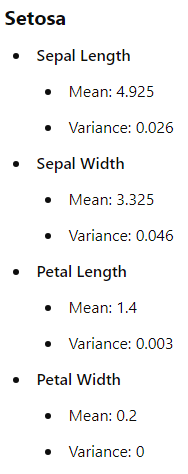 Setosa
Sepal Length
Mean: 4.925
Variance: 0.026
Sepal Width
Mean: 3.325
Variance: 0.046
Petal Length
Mean: 1.4
Variance: 0.003
Petal Width
Mean: 0.2
Variance: 0